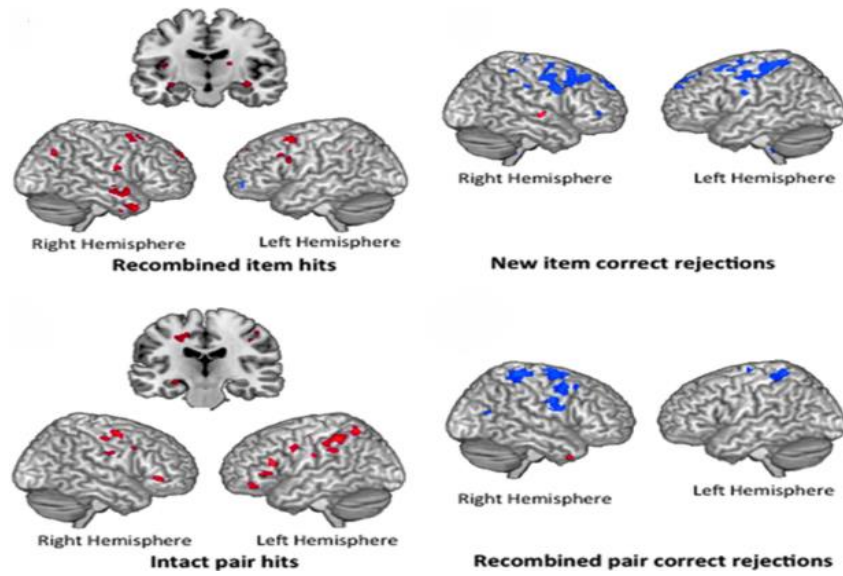 Right Hemisphere Left Hemisphere
Recombined item hits
Right Hemisphere Left Hemisphere
New item correct rejections
Right Hemisphere Left Hemisphere
Intact pair hits
Right Hemisphere Left Hemisphere
Recombined pair correct rejections